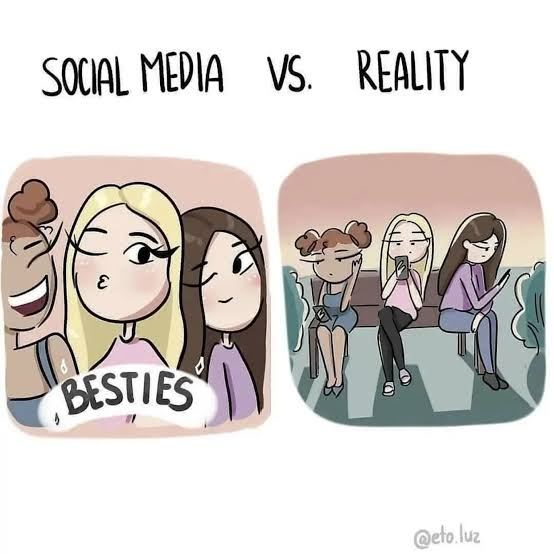 SOCIAL MEDIA VS. REALITY
BESTIES
@eto.luz